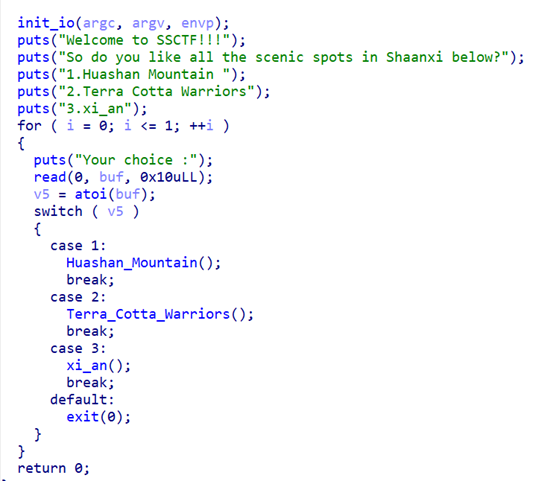 init_io(argc, argv, envp);
puts("Welcome to SSCTF!!!");
puts("So do you like all the scenic spots in Shaanxi below?");
puts("1.Huashan Mountain ");
puts("2.Terra Cotta Warriors");
puts("3.xi_an");
for ( i = 0; i <= 1; ++i )
{
  puts("Your choice :");
  read(0, buf, 0x10uLL);
  v5 = atoi(buf);
  switch ( v5 )
  {
    case 1:
      Huashan_Mountain();
      break;
    case 2:
      Terra_Cotta_Warriors();
      break;
    case 3:
      xi_an();
      break;
    default:
      exit(0);
  }
}
return 0;